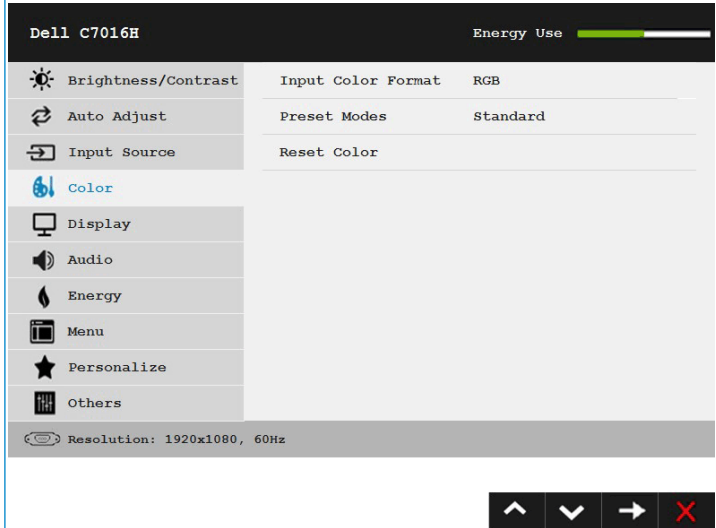 Dell C7016H
Energy Use
Brightness/Contrast
Input Color Format RGB
Auto Adjust
Preset Modes Standard
Input Source
Reset Color
Color
Display
Audio
Energy
Menu
Personalize
Others
Resolution: 1920x1080, 60Hz